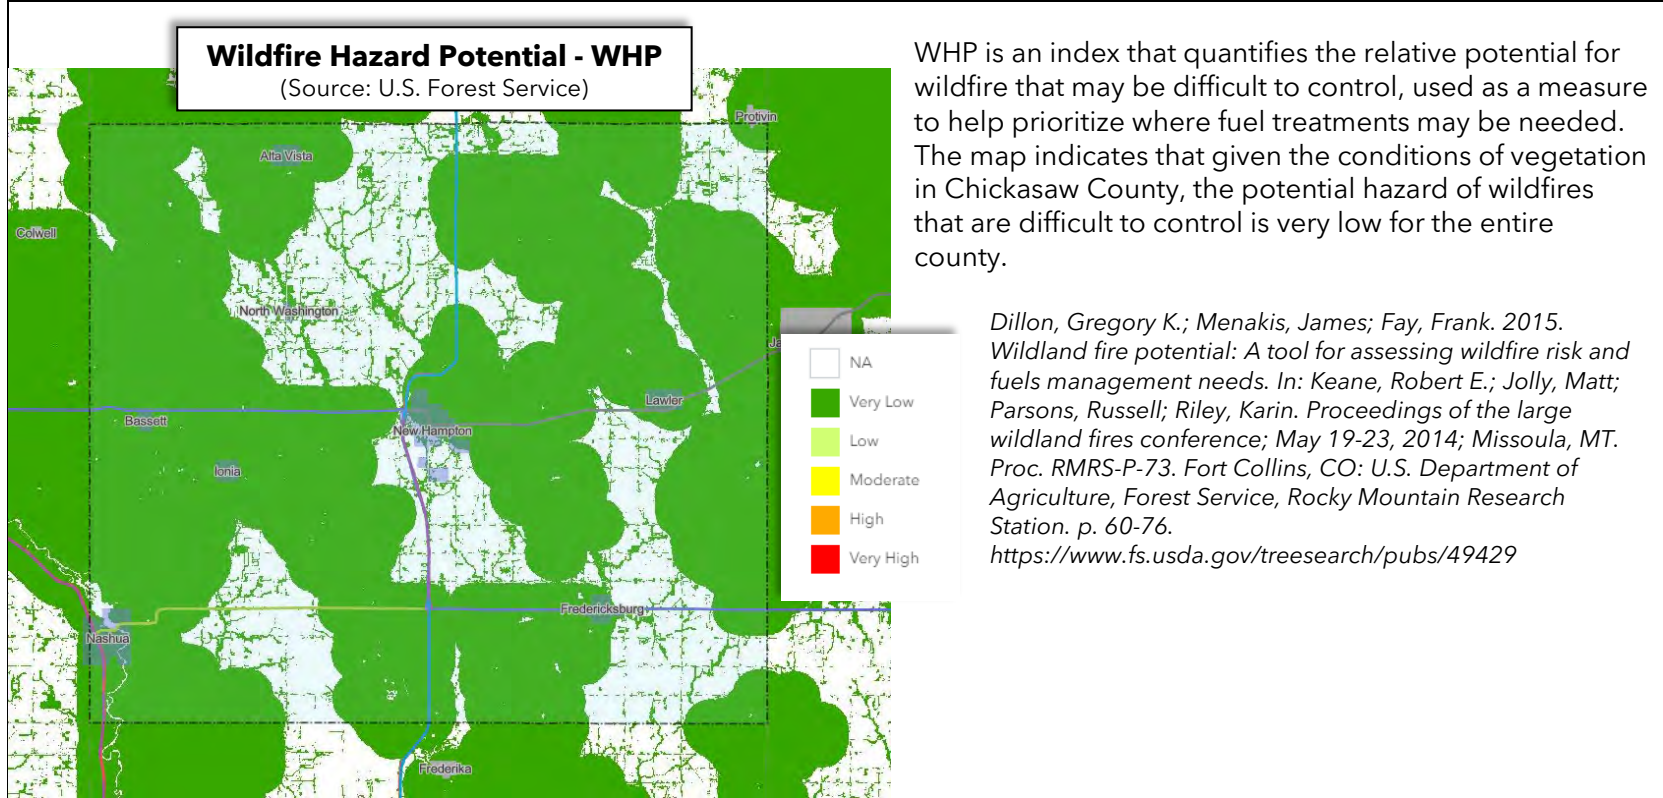 Wildfire Hazard Potential - WHP
(Source: U.S. Forest Service)
WHP is an index that quantifies the relative potential for
wildfire that may be difficult to control, used as a measure
to help prioritize where fuel treatments may be needed.
The map indicates that given the conditions of vegetation
in Chickasaw County, the potential hazard of wildfires
that are difficult to control is very low for the entire
county.
Dillon, Gregory K.; Menakis, James; Fay, Frank. 2015.
Wildland fire potential: A tool for assessing wildfire risk and
fuels management needs. In: Keane, Robert E.; Jolly, Matt;
Parsons, Russell; Riley, Karin. Proceedings of the large
wildland fires conference; May 19-23, 2014; Missoula, MT.
Proc. RMRS-P-73. Fort Collins, CO: U.S. Department of
Agriculture, Forest Service, Rocky Mountain Research
Station. p. 60-76.
https://www.fs.usda.gov/treesearch/pubs/49429
Protivin
Alta Vista
Colwell
North Washington
Ja
Lawler
Bassett
New Hampton
Ionia
Fredericksburg
Nashua
Frederika
NA
Very Low
Low
Moderate
High
Very High